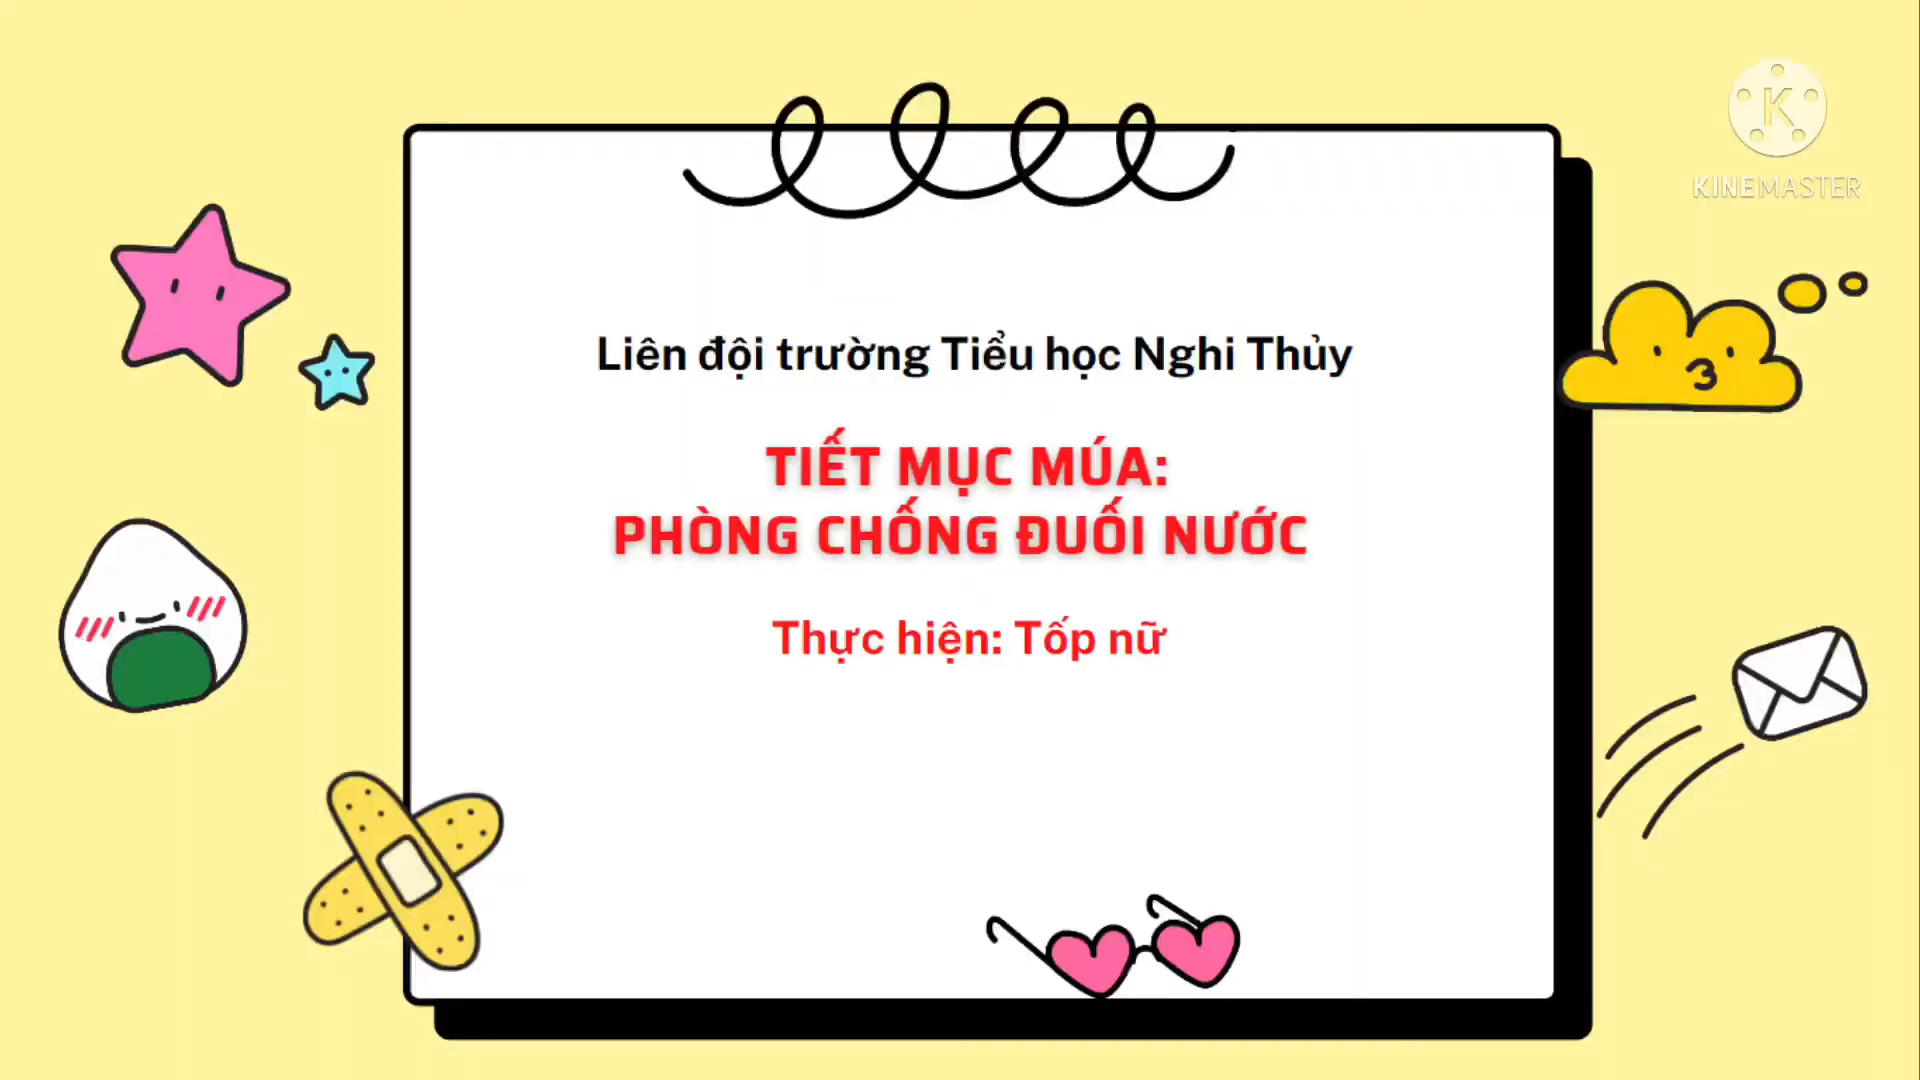 KINEMASTER
Liên đội trường Tiểu học Nghi Thủy
TIẾT MỤC MÚA:
PHÒNG CHỐNG ĐUỐI NƯỚC
Thực hiện: Tốp nữ